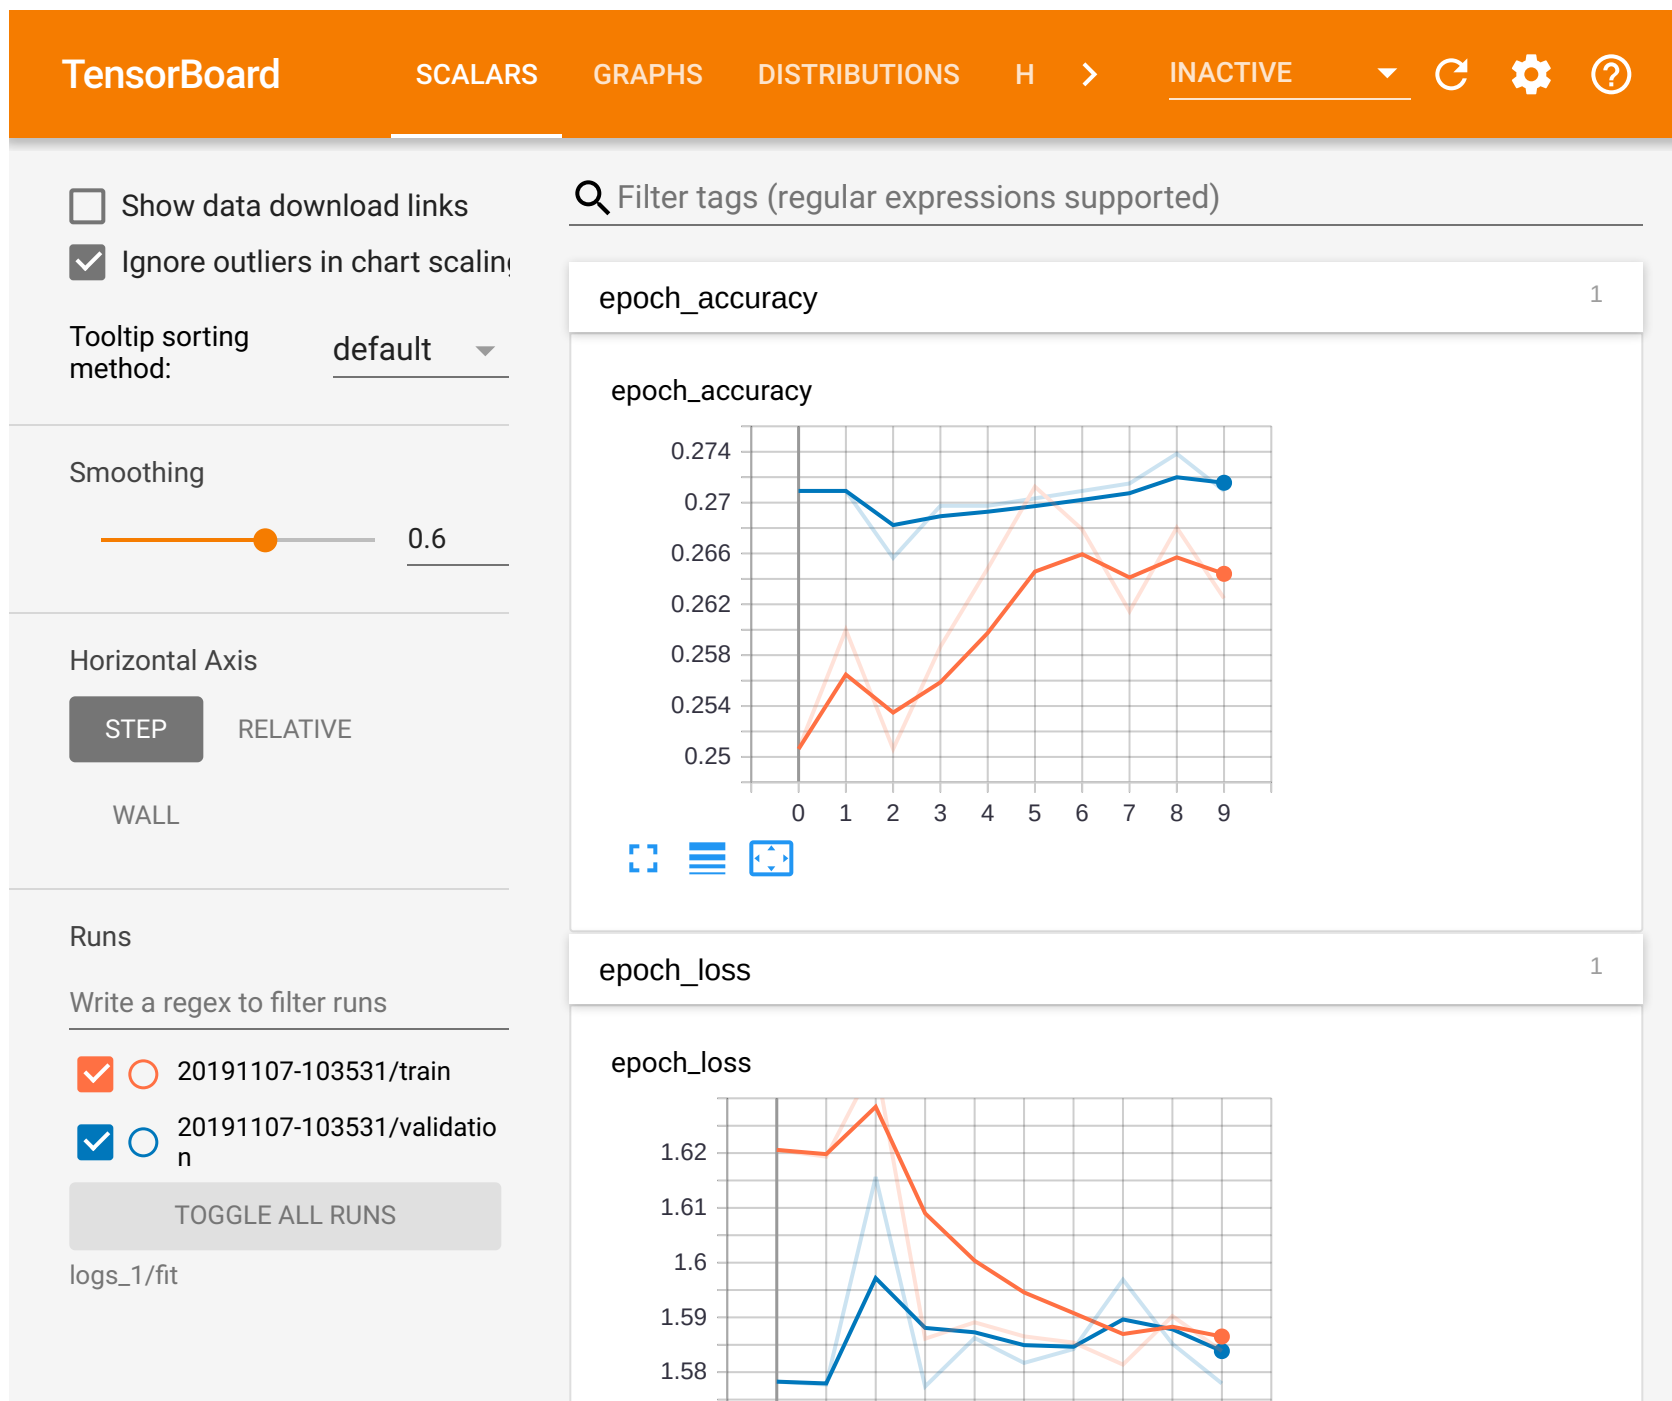 TensorBoard
SCALARS GRAPHS DISTRIBUTIONS H
INACTIVE
Show data download links
Ignore outliers in chart scaling
Tooltip sorting
method:
default
Smoothing
0.6
Horizontal Axis
STEP RELATIVE
WALL
Runs
Write a regex to filter runs
20191107-103531/train
20191107-103531/validatio
n
TOGGLE ALL RUNS
logs_1/fit
Filter tags (regular expressions supported)
epoch_accuracy 1
epoch_accuracy
0.274
0.27
0.266
0.262
0.258
0.254
0.25
0 1 2 3 4 5 6 7 8 9
epoch_loss 1
epoch_loss
1.62
1.61
1.6
1.59
1.58